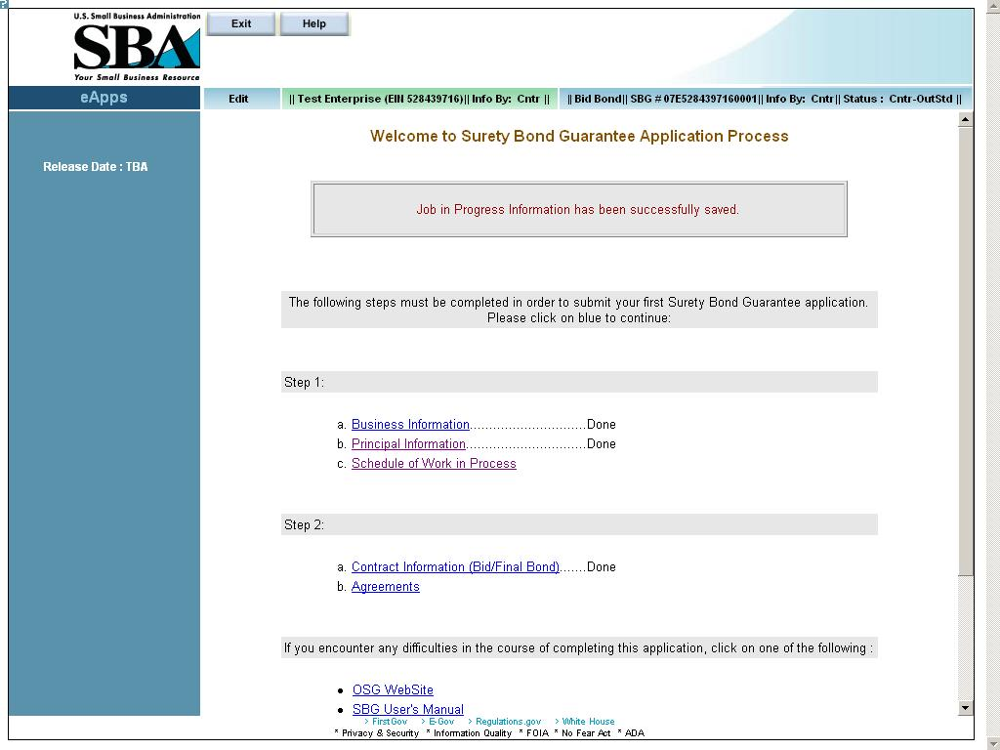 U.S. Small Business Administration
SBA
Your Small Business Resource
Exit
Help
eApps
Edit
|| Test Enterprise (EIN 528439716)|| Info By: Cntr ||
|| Bid Bond|| SBG # 07E5284397160001|| Info By: Cntr|| Status : Cntr-OutStd ||
Release Date : TBA
Welcome to Surety Bond Guarantee Application Process
Job in Progress Information has been successfully saved.
The following steps must be completed in order to submit your first Surety Bond Guarantee application.
Please click on blue to continue:
Step 1:
a. Business Information..............................Done
b. Principal Information...............................Done
c. Schedule of Work in Process
Step 2:
a. Contract Information (Bid/Final Bond).......Done
b. Agreements
If you encounter any difficulties in the course of completing this application, click on one of the following :
• OSG WebSite
• SBG User's Manual
> FirstGov > E-Gov > Regulations.gov > White House
* Privacy & Security * Information Quality * FOIA * No Fear Act * ADA